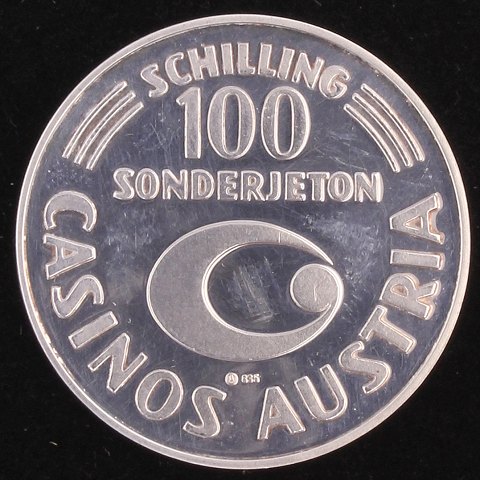 SCHILLING
100
SONDERJETON
835
CASINOS AUSTRIA